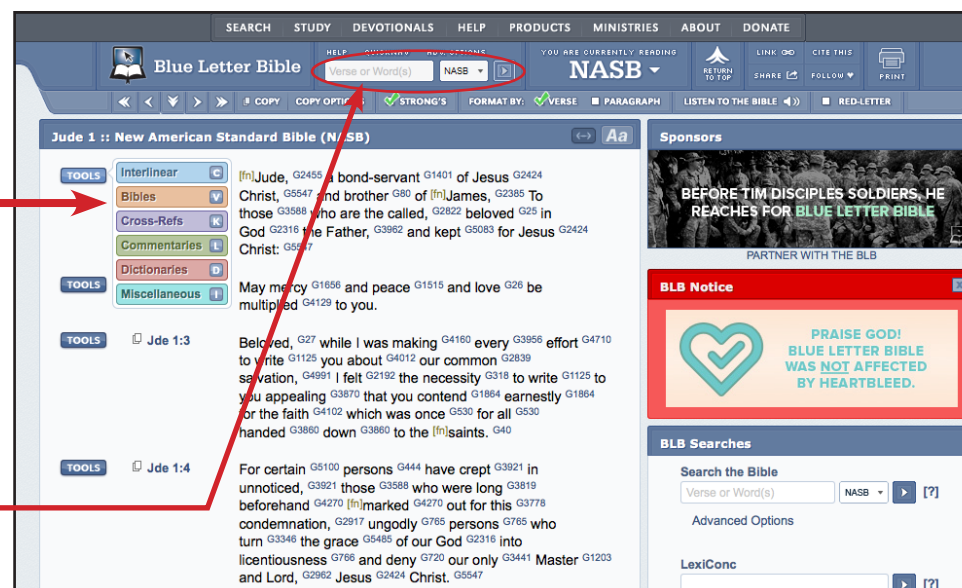 SEARCH STUDY DEVOTIONALS HELP PRODUCTS MINISTRIES ABOUT DONATE
Blue Letter Bible
HELP QUICKNAV ADV. OPTIONS
Verse or Word(s) NASB
YOU ARE CURRENTLY READING
NASB
RETURN
TO TOP
LINK CITE THIS
SHARE FOLLOW
PRINT
COPY COPY OPTIONS STRONG'S FORMAT BY: VERSE PARAGRAPH LISTEN TO THE BIBLE RED-LETTER
Jude 1 :: New American Standard Bible (NASB) Aa
TOOLS
Interlinear C
Bibles V
Cross-Refs K
Commentaries L
Dictionaries D
Miscellaneous I
[fn]Jude, G2455 a bond-servant G1401 of Jesus G2424
Christ, G5547 and brother G80 of [fn]James, G2385 To
those G3588 who are the called, G2822 beloved G25 in
God G2316 the Father, G3962 and kept G5083 for Jesus G2424
Christ: G5547
TOOLS
May mercy G1656 and peace G1515 and love G26 be
multiplied G4129 to you.
TOOLS Jde 1:3
Beloved, G27 while I was making G4160 every G3956 effort G4710
to write G1125 you about G4012 our common G2839
salvation, G4991 I felt G2192 the necessity G318 to write G1125 to
you appealing G3870 that you contend G1864 earnestly G1864
for the faith G4102 which was once G530 for all G530
handed G3860 down G3860 to the [fn]saints. G40
TOOLS Jde 1:4
For certain G5100 persons G444 have crept G3921 in
unnoticed, G3921 those G3588 who were long G3819
beforehand G4270 [fn]marked G4270 out for this G3778
condemnation, G2917 ungodly G765 persons G765 who
turn G3346 the grace G5485 of our God G2316 into
licentiousness G766 and deny G720 our only G3441 Master G1203
and Lord, G2962 Jesus G2424 Christ. G5547
Sponsors
BEFORE TIM DISCIPLES SOLDIERS, HE
REACHES FOR BLUE LETTER BIBLE
PARTNER WITH THE BLB
BLB Notice X
PRAISE GOD!
BLUE LETTER BIBLE
WAS NOT AFFECTED
BY HEARTBLEED.
BLB Searches
Search the Bible
Verse or Word(s) NASB [?]
Advanced Options
LexiConc
[?]